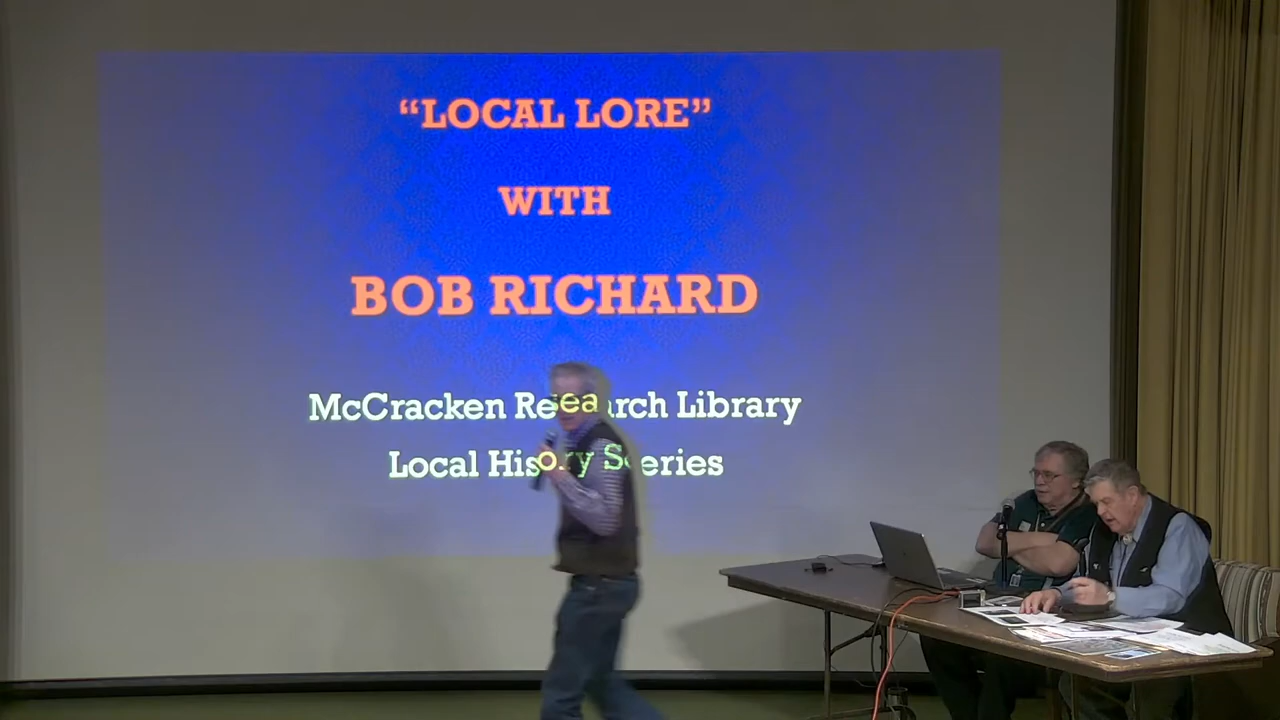 “LOCAL LORE”
WITH
BOB RICHARD
McCracken Research Library
Local History Series